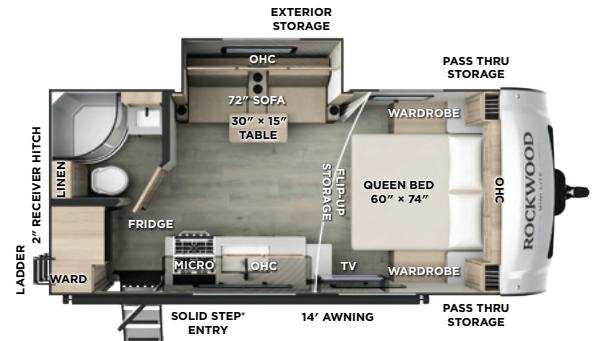 EXTERIOR
STORAGE
OHC
PASS THRU
STORAGE
72" SOFA
30" × 15"
TABLE
WARDROBE
2" RECEIVER HITCH
LINEN
FLIP-UP
STORAGE
QUEEN BED
60" × 74"
OHC
ROCKWOOD
MINI LITE
FRIDGE
LADDER
WARD
MICRO
OHC
TV
WARDROBE
SOLID STEP®
ENTRY
14' AWNING
PASS THRU
STORAGE